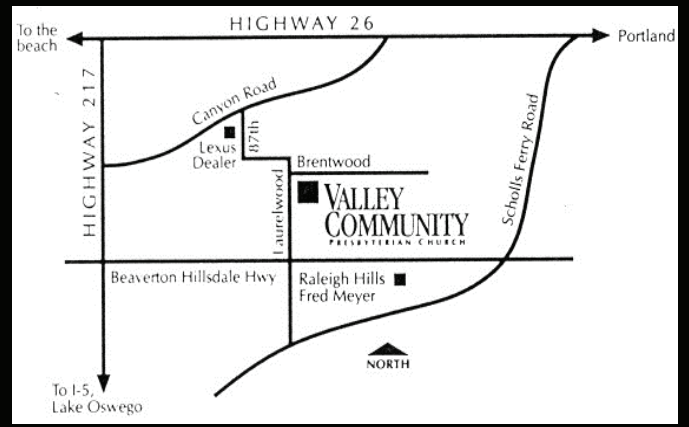 HIGHWAY 26
To the
beach
Portland
HIGHWAY 217
Canyon Road
87th
Lexus
Dealer
Scholls Ferry Road
Brentwood
Laurelwood
VALLEY
COMMUNITY
PRESBYTERIAN CHURCH
Beaverton Hillsdale Hwy
Raleigh Hills
Fred Meyer
NORTH
To I-5,
Lake Oswego